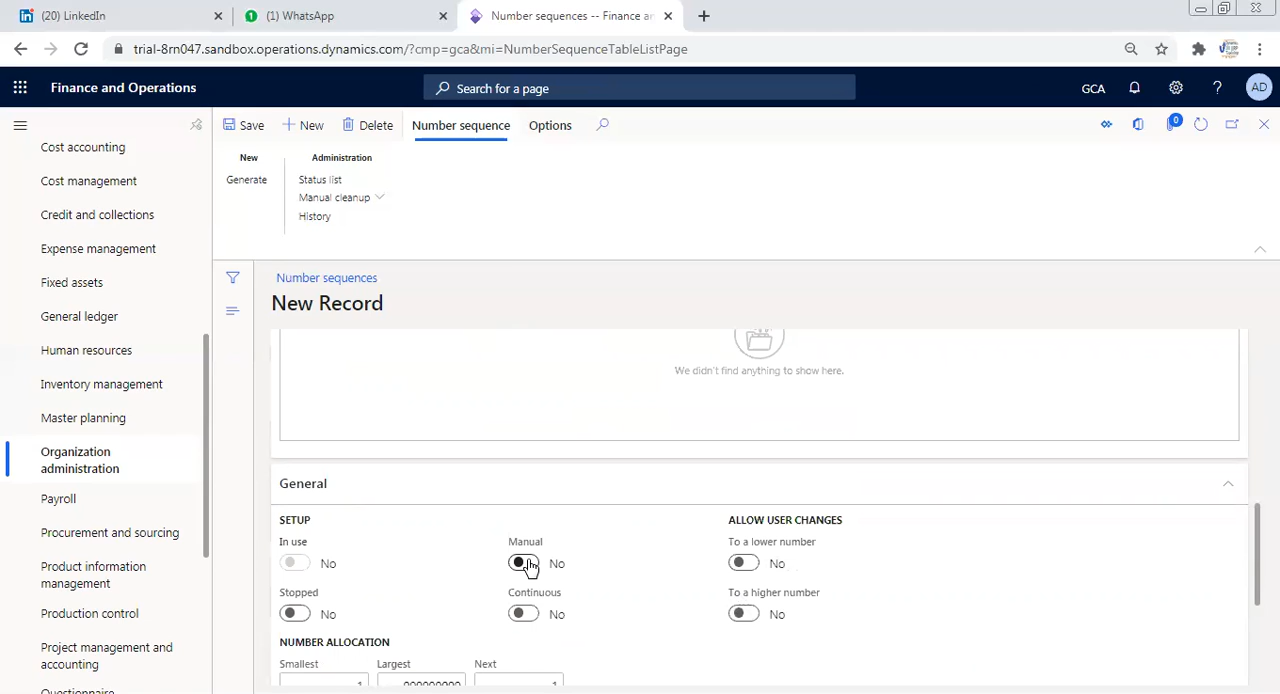 (20) LinkedIn
(1) WhatsApp
Number sequences -- Finance an
trial-8rn047.sandbox.operations.dynamics.com/?cmp=gca&mi=NumberSequenceTableListPage
Finance and Operations
Search for a page
GCA
AD
Save
New
Delete
Number sequence
Options
0
New
Administration
Generate
Status list
Manual cleanup
History
Cost accounting
Cost management
Credit and collections
Expense management
Fixed assets
General ledger
Human resources
Inventory management
Master planning
Organization
administration
Payroll
Procurement and sourcing
Product information
management
Production control
Project management and
accounting
Questionnaire
Number sequences
New Record
We didn't find anything to show here.
General
SETUP
ALLOW USER CHANGES
In use
Manual
To a lower number
No
No
No
Stopped
Continuous
To a higher number
No
No
No
NUMBER ALLOCATION
Smallest
Largest
Next
1
999999999
1